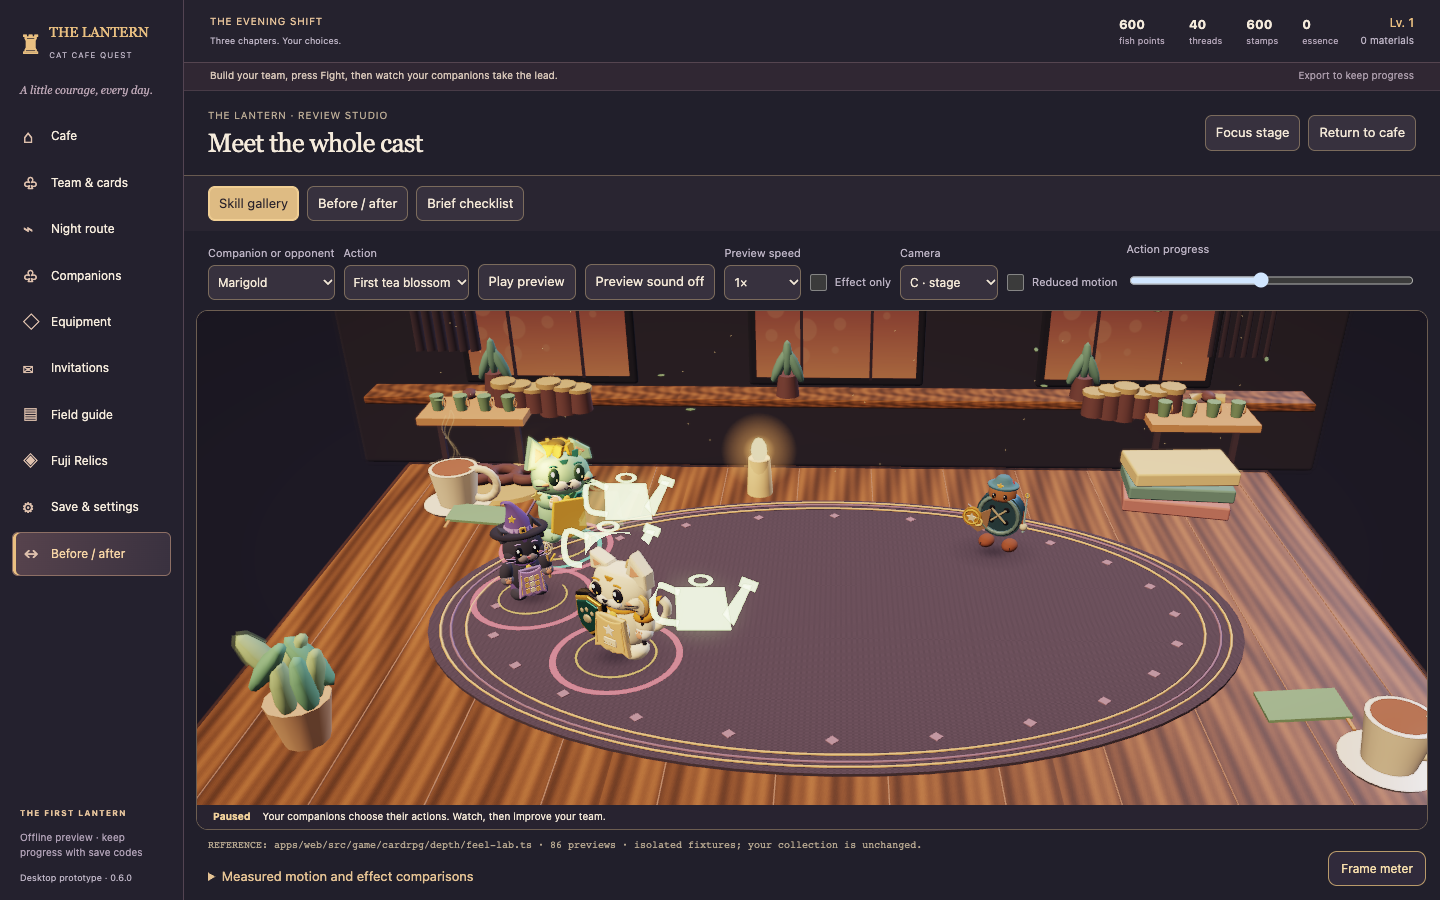 THE LANTERN
CAT CAFE QUEST
A little courage, every day.
Cafe
Team & cards
Night route
Companions
Equipment
Invitations
Field guide
Fuji Relics
Save & settings
Before / after
THE FIRST LANTERN
Offline preview · keep
progress with save codes
Desktop prototype · 0.6.0
THE EVENING SHIFT
Three chapters. Your choices.
600 fish points
40 threads
600 stamps
0 essence
Lv. 1
0 materials
Build your team, press Fight, then watch your companions take the lead.
Export to keep progress
THE LANTERN · REVIEW STUDIO
Meet the whole cast
Focus stage
Return to cafe
Skill gallery
Before / after
Brief checklist
Companion or opponent
Marigold
Action
First tea blossom
Play preview
Preview sound off
Preview speed
1x
Effect only
Camera
C · stage
Reduced motion
Action progress
Paused Your companions choose their actions. Watch, then improve your team.
REFERENCE: apps/web/src/game/cardrpg/depth/feel-lab.ts · 86 previews · isolated fixtures; your collection is unchanged.
Measured motion and effect comparisons
Frame meter